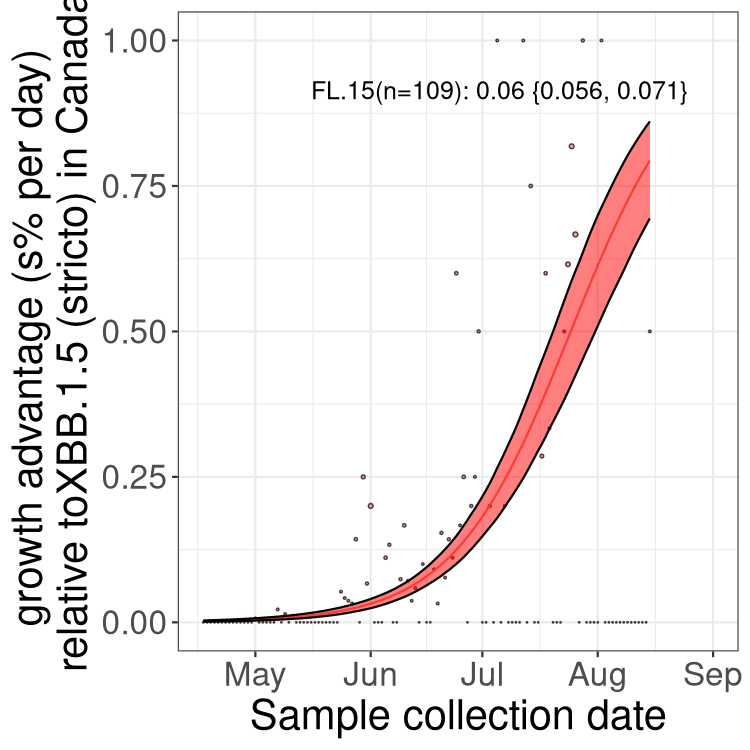 growth advantage (s% per day)
relative toXBB.1.5 (stricto) in Canada
1.00
0.75
0.50
0.25
0.00
FL.15(n=109): 0.06 {0.056, 0.071}
May Jun Jul Aug Sep
Sample collection date